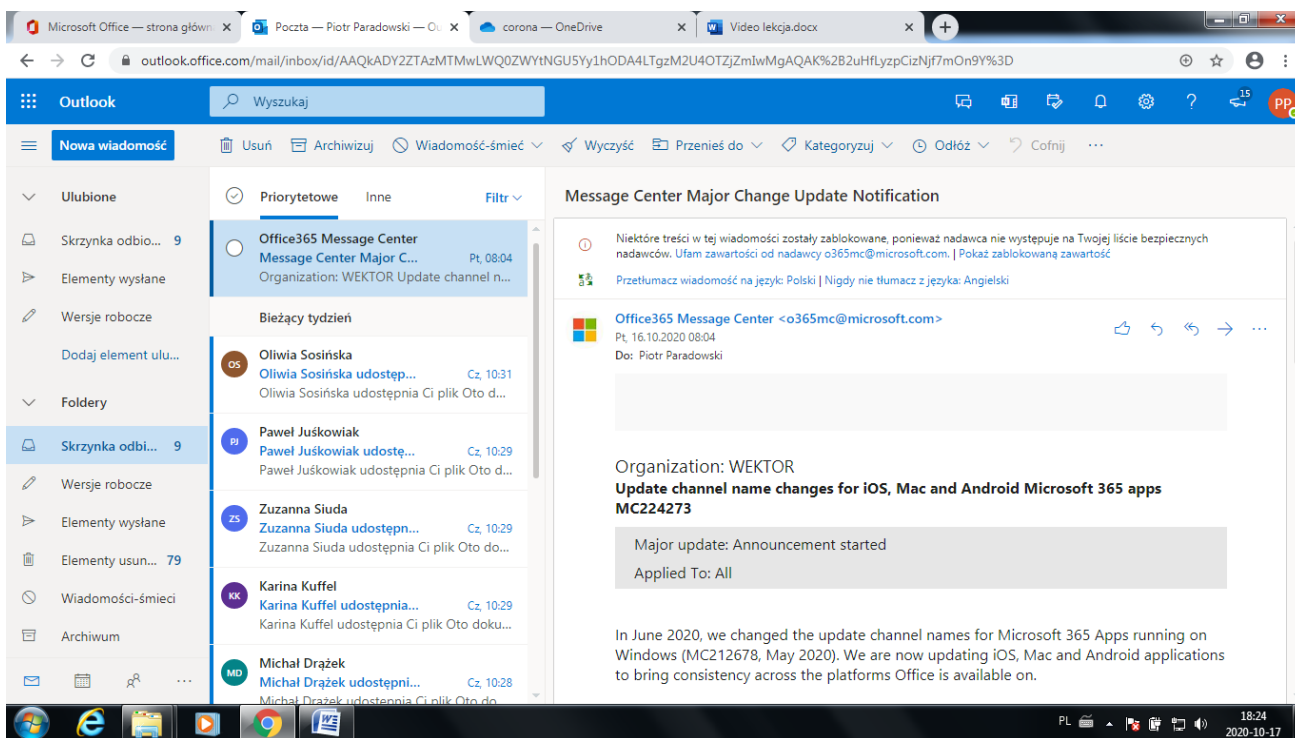 Microsoft Office — strona główn
Poczta — Piotr Paradowski — Ou
corona — OneDrive
Video lekcja.docx
outlook.office.com/mail/inbox/id/AAQkADY2ZTAzMTMwLWQ0ZWYtNGU5Yy1hODA4LTgzM2U4OTZjZmIwMgAQAK%2B2uHfLyzpCizNjf7mOn9Y%3D
Outlook
Wyszukaj
15
PP
Nowa wiadomość
Usuń Archiwizuj Wiadomość-śmieć Wyczyść Przenieś do Kategoryzuj Odłóż Cofnij ...
Ulubione
Skrzynka odbio... 9
Elementy wysłane
Wersje robocze
Dodaj element ulu...
Foldery
Skrzynka odbi... 9
Wersje robocze
Elementy wysłane
Elementy usun... 79
Wiadomości-śmieci
Archiwum
...
Priorytetowe Inne Filtr
Office365 Message Center
Message Center Major C... Pt, 08:04
Organization: WEKTOR Update channel n...
Bieżący tydzień
OS
Oliwia Sosińska
Oliwia Sosińska udostęp... Cz, 10:31
Oliwia Sosińska udostępnia Ci plik Oto d...
PJ
Paweł Juśkowiak
Paweł Juśkowiak udostę... Cz, 10:29
Paweł Juśkowiak udostępnia Ci plik Oto d...
ZS
Zuzanna Siuda
Zuzanna Siuda udostępn... Cz, 10:29
Zuzanna Siuda udostępnia Ci plik Oto do...
KK
Karina Kuffel
Karina Kuffel udostępnia... Cz, 10:29
Karina Kuffel udostępnia Ci plik Oto doku...
MD
Michał Drążek
Michał Drążek udostępni... Cz, 10:28
Michał Drążek udostępnia Ci plik Oto do
Message Center Major Change Update Notification
Niektóre treści w tej wiadomości zostały zablokowane, ponieważ nadawca nie występuje na Twojej liście bezpiecznych
nadawców. Ufam zawartości od nadawcy o365mc@microsoft.com. | Pokaż zablokowaną zawartość
Przetłumacz wiadomość na język: Polski | Nigdy nie tłumacz z języka: Angielski
Office365 Message Center <o365mc@microsoft.com>
Pt, 16.10.2020 08:04
Do: Piotr Paradowski
...
Organization: WEKTOR
Update channel name changes for iOS, Mac and Android Microsoft 365 apps
MC224273
Major update: Announcement started
Applied To: All
In June 2020, we changed the update channel names for Microsoft 365 Apps running on
Windows (MC212678, May 2020). We are now updating iOS, Mac and Android applications
to bring consistency across the platforms Office is available on.
PL
18:24
2020-10-17